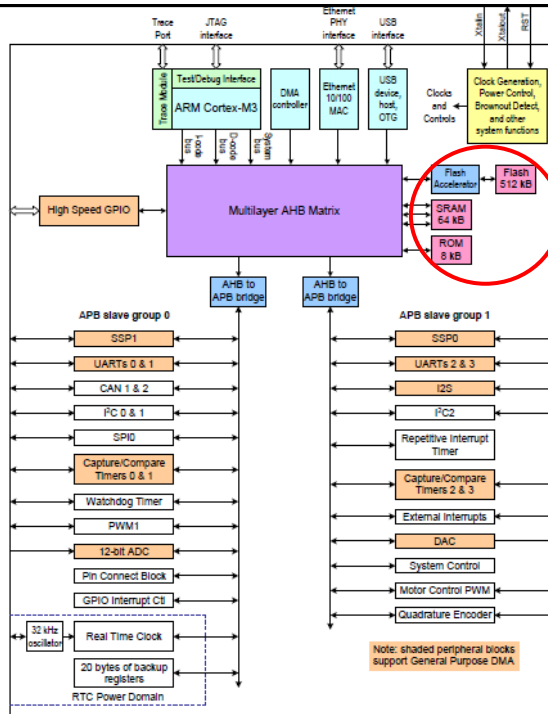 Trace
Port
JTAG
interface
Ethernet
PHY
interface
USB
interface
Xtalin
Xtalout
RST
Trace Module
Test/Debug Interface
ARM Cortex-M3
DMA
controller
Ethernet
10/100
MAC
USB
device,
host,
OTG
Clocks
and
Controls
Clock Generation,
Power Control,
Brownout Detect,
and other
system functions
I-code
bus
D-code
bus
System
bus
High Speed GPIO
Multilayer AHB Matrix
Flash
Accelerator
Flash
512 kB
SRAM
64 kB
ROM
8 kB
AHB to
APB bridge
AHB to
APB bridge
APB slave group 0
SSP1
UARTs 0 & 1
CAN 1 & 2
I²C 0 & 1
SPI0
Capture/Compare
Timers 0 & 1
Watchdog Timer
PWM1
12-bit ADC
Pin Connect Block
GPIO Interrupt Ctl
32 kHz
oscillator
Real Time Clock
20 bytes of backup
registers
RTC Power Domain
APB slave group 1
SSP0
UARTs 2 & 3
I2S
I²C2
Repetitive Interrupt
Timer
Capture/Compare
Timers 2 & 3
External Interrupts
DAC
System Control
Motor Control PWM
Quadrature Encoder
Note: shaded peripheral blocks
support General Purpose DMA